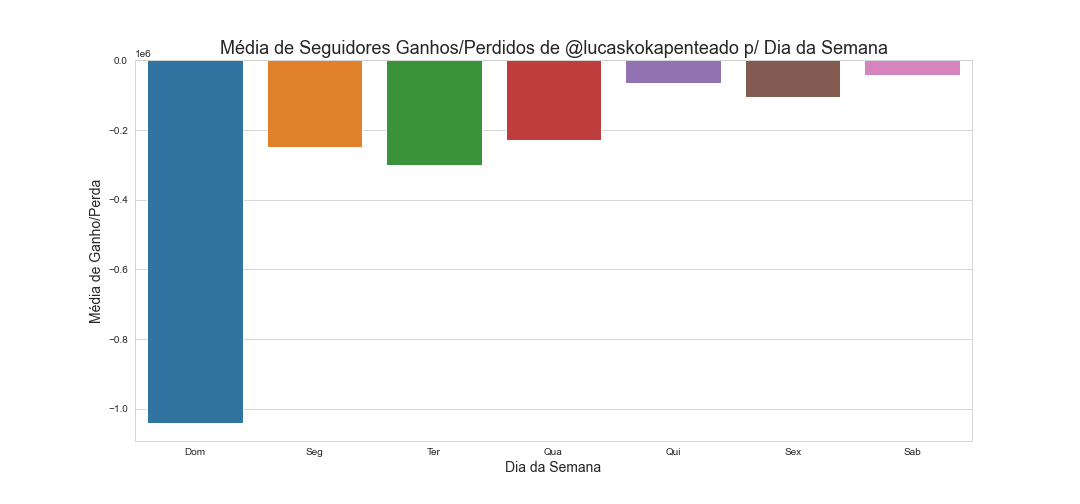 Média de Seguidores Ganhos/Perdidos de @lucaskokapenteado p/ Dia da Semana
1e6
0.0
−0.2
−0.4
−0.6
−0.8
−1.0
Média de Ganho/Perda
Dom Seg Ter Qua Qui Sex Sab
Dia da Semana